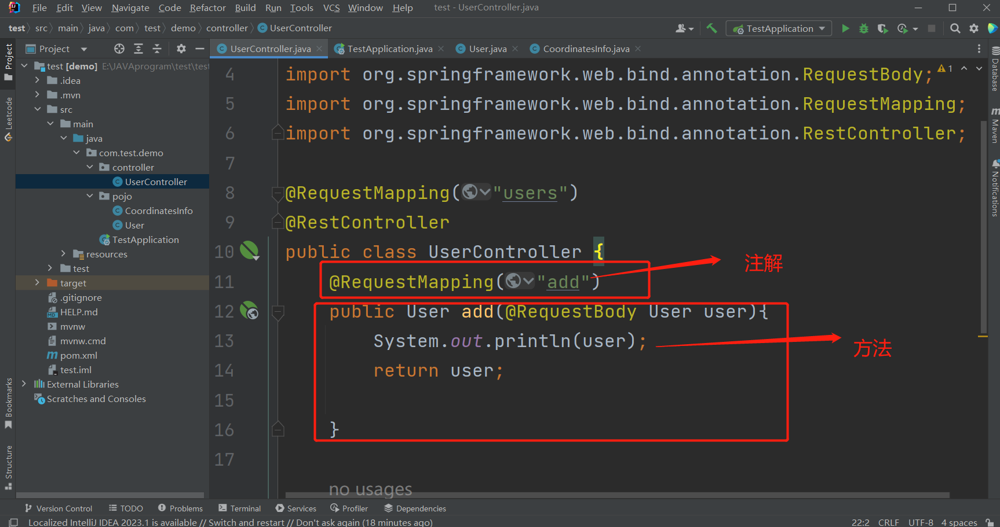 File Edit View Navigate Code Refactor Build Run Tools VCS Window Help test - UserController.java
test src main java com test demo controller UserController
TestApplication
Project
UserController.java TestApplication.java User.java CoordinatesInfo.java
Project
Leetcode
Bookmarks
Structure
test [demo] E:\JAVAprogram\test\tes
.idea
.mvn
src
main
java
com.test.demo
controller
UserController
pojo
CoordinatesInfo
User
TestApplication
resources
test
target
.gitignore
HELP.md
mvnw
mvnw.cmd
pom.xml
test.iml
External Libraries
Scratches and Consoles
4 import org.springframework.web.bind.annotation.RequestBody; 1
5 import org.springframework.web.bind.annotation.RequestMapping;
6 import org.springframework.web.bind.annotation.RestController;
7
8 @RequestMapping("users")
9 @RestController
10 public class UserController {
11 @RequestMapping("add")
注解
12 public User add(@RequestBody User user){
13 System.out.println(user);
方法
14 return user;
15
16 }
17
no usages
Database
Maven
Notifications
Version Control TODO Problems Terminal Services Profiler Dependencies
Localized IntelliJ IDEA 2023.1 is available // Switch and restart // Don't ask again (18 minutes ago) 22:2 CRLF UTF-8 4 spaces